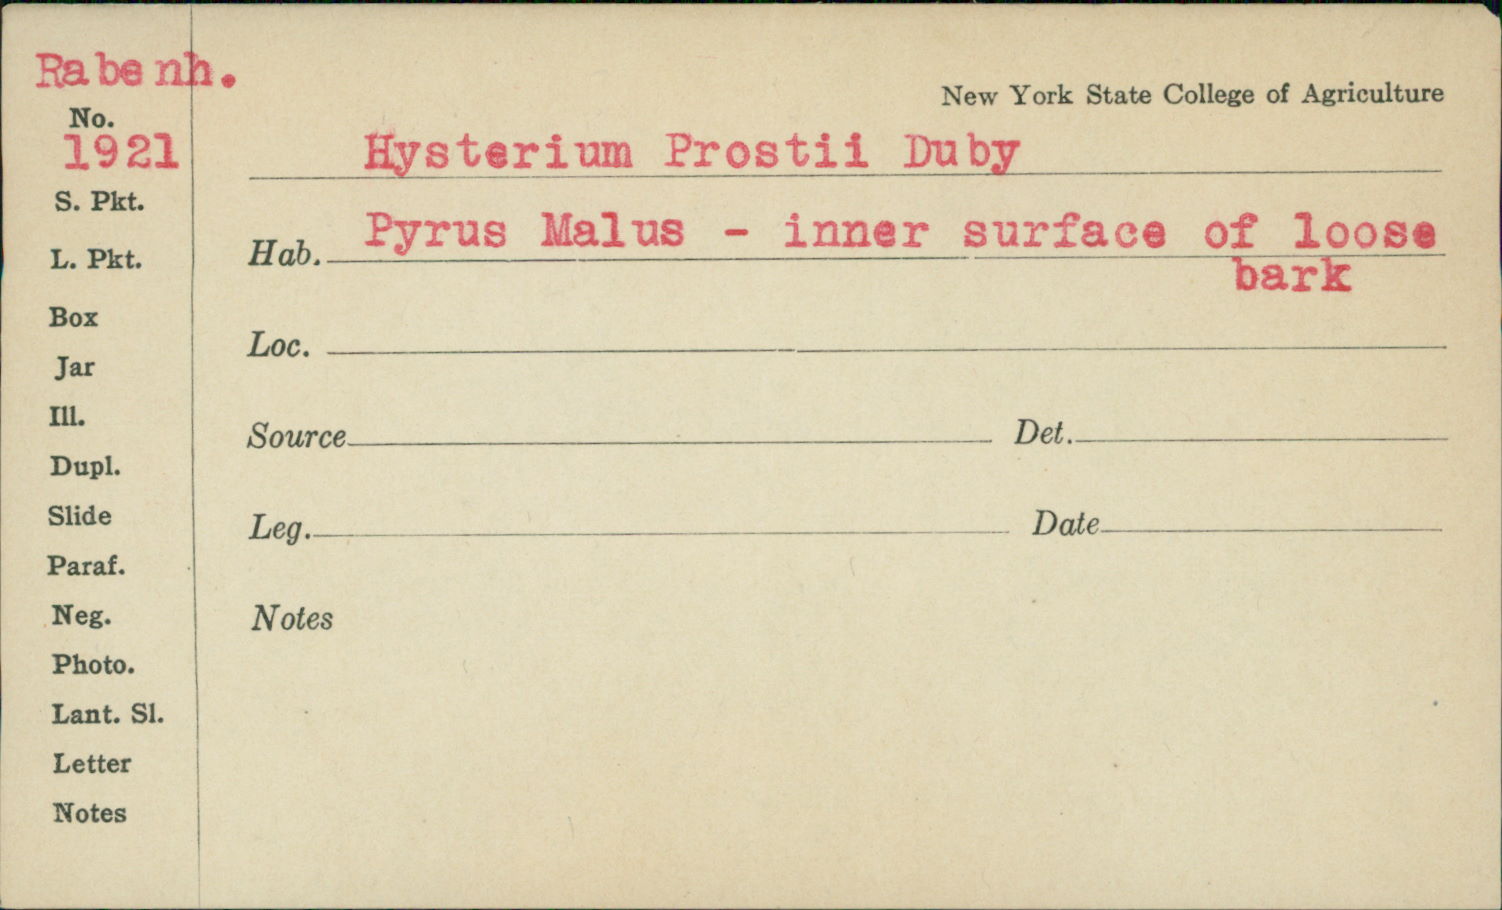 Rabenh.
New York State College of Agriculture
No.
1921
Hysterium Prostii Duby
S. Pkt.
Hab. Pyrus Malus - inner surface of loose
bark
L. Pkt.
Box
Loc.
Jar
Ill.
Source
Det.
Dupl.
Slide
Leg.
Date
Paraf.
Neg.
Notes
Photo.
Lant. Sl.
Letter
Notes